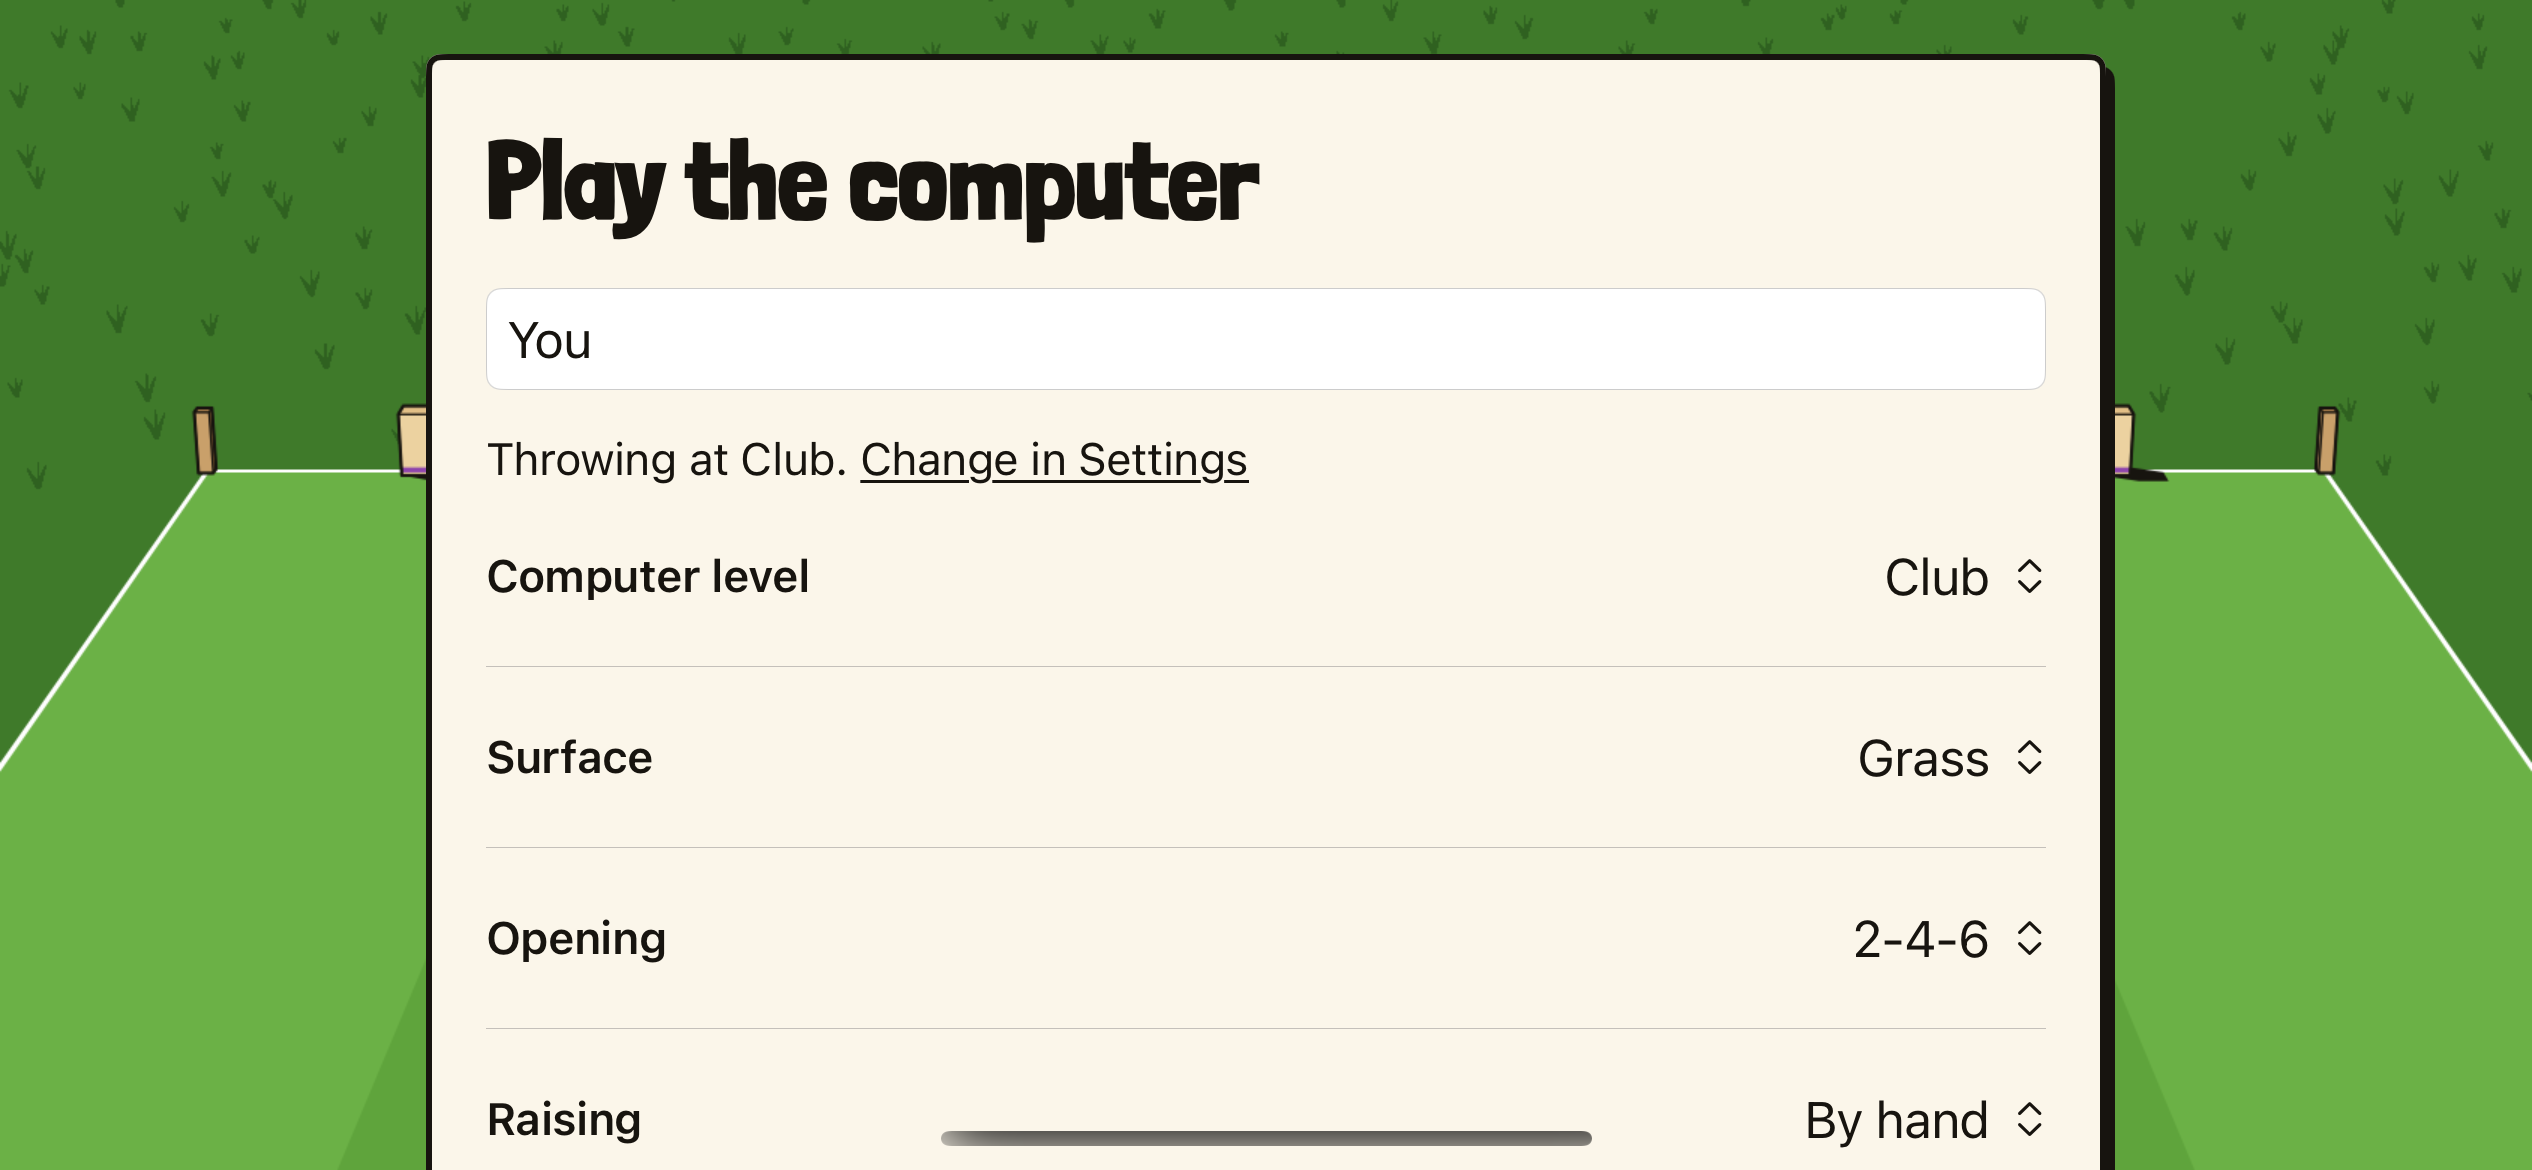 Play the computer
You
Throwing at Club. Change in Settings
Computer level Club
Surface Grass
Opening 2-4-6
Raising By hand